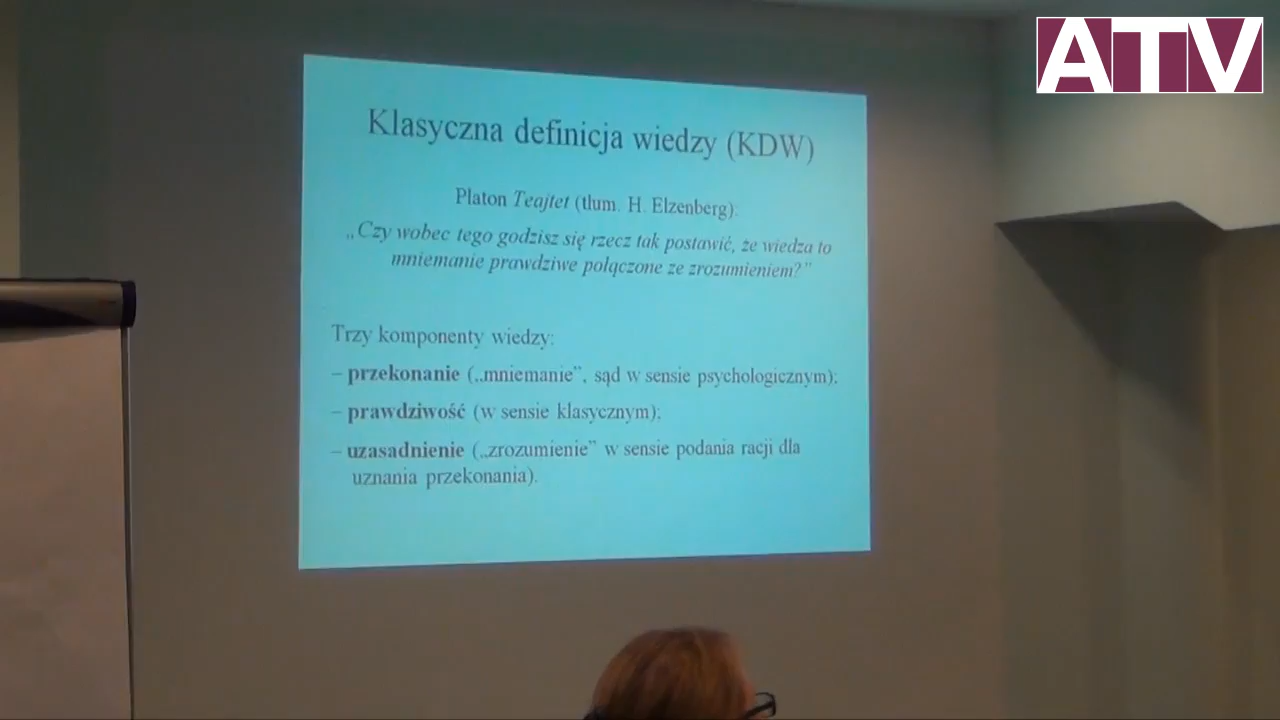 ATV
Klasyczna definicja wiedzy (KDW)
Platon Teajtet (tłum. H. Elzenberg):
„Czy wobec tego godzisz się rzecz tak postawić, że wiedza to
mniemanie prawdziwe połączone ze zrozumieniem?”
Trzy komponenty wiedzy:
– przekonanie („mniemanie”, sąd w sensie psychologicznym);
– prawdziwość (w sensie klasycznym);
– uzasadnienie („zrozumienie” w sensie podania racji dla
uznania przekonania).